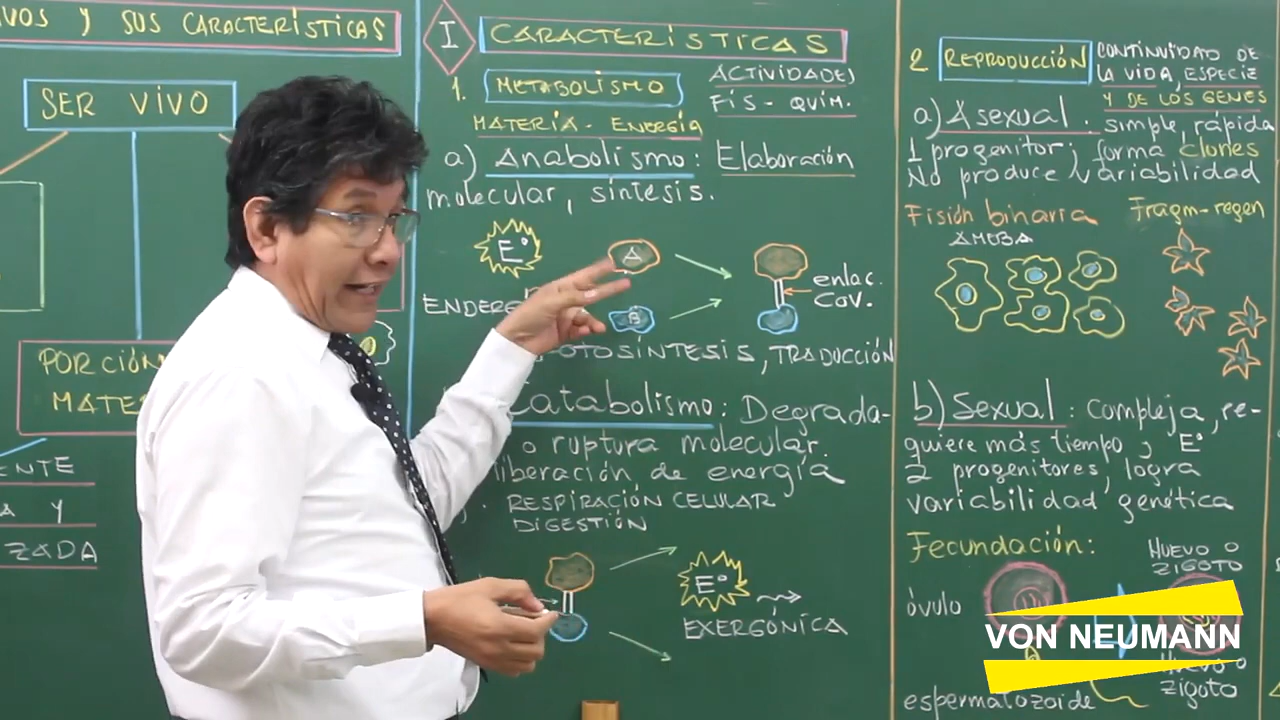 IVOS Y SUS CARACTERÍSTICAS
SER VIVO
PORCIÓN
MATE
ENTE
A Y
ZADA
I CARACTERÍSTICAS
1. METABOLISMO
ACTIVIDADES
FÍS - QUÍM.
MATERIA - ENERGÍA
a) Anabolismo: Elaboración
molecular, síntesis.
E°
A
B
enlac.
cov.
ENDERG
OTOSÍNTESIS, TRADUCCIÓN
Catabolismo: Degrada-
o ruptura molecular.
liberación de energía
RESPIRACIÓN CELULAR
DIGESTIÓN
E°
EXERGÓNICA
2 REPRODUCCIÓN
CONTINUIDAD DE
LA VIDA, ESPECIE
Y DE LOS GENES
a) Asexual: simple, rápida
1 progenitor; forma clones
No produce variabilidad
Fisión binaria
AMEBA
Fragm-regen
b) Sexual: Compleja, re-
quiere más tiempo y E°
2 progenitores, logra
variabilidad genética
Fecundación:
HUEVO O
ZIGOTO
óvulo
VON NEUMANN
Huevo o
zigoto
espermatozoide